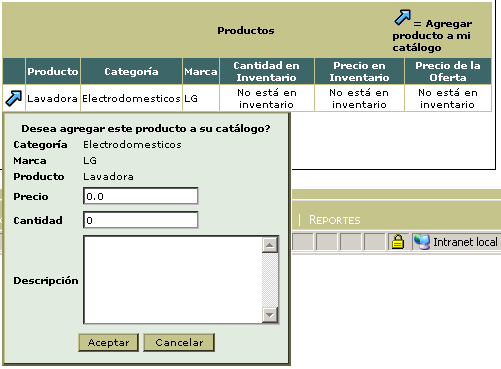 Productos
= Agregar
producto a mi
catálogo
Producto Categoría Marca Cantidad en Inventario Precio en Inventario Precio de la Oferta
Lavadora Electrodomesticos LG No está en inventario No está en inventario No está en inventario
Desea agregar este producto a su catálogo?
Categoría Electrodomesticos
Marca LG
Producto Lavadora
Precio 0.0
Cantidad 0
Descripción
Aceptar Cancelar
| REPORTES
Intranet local